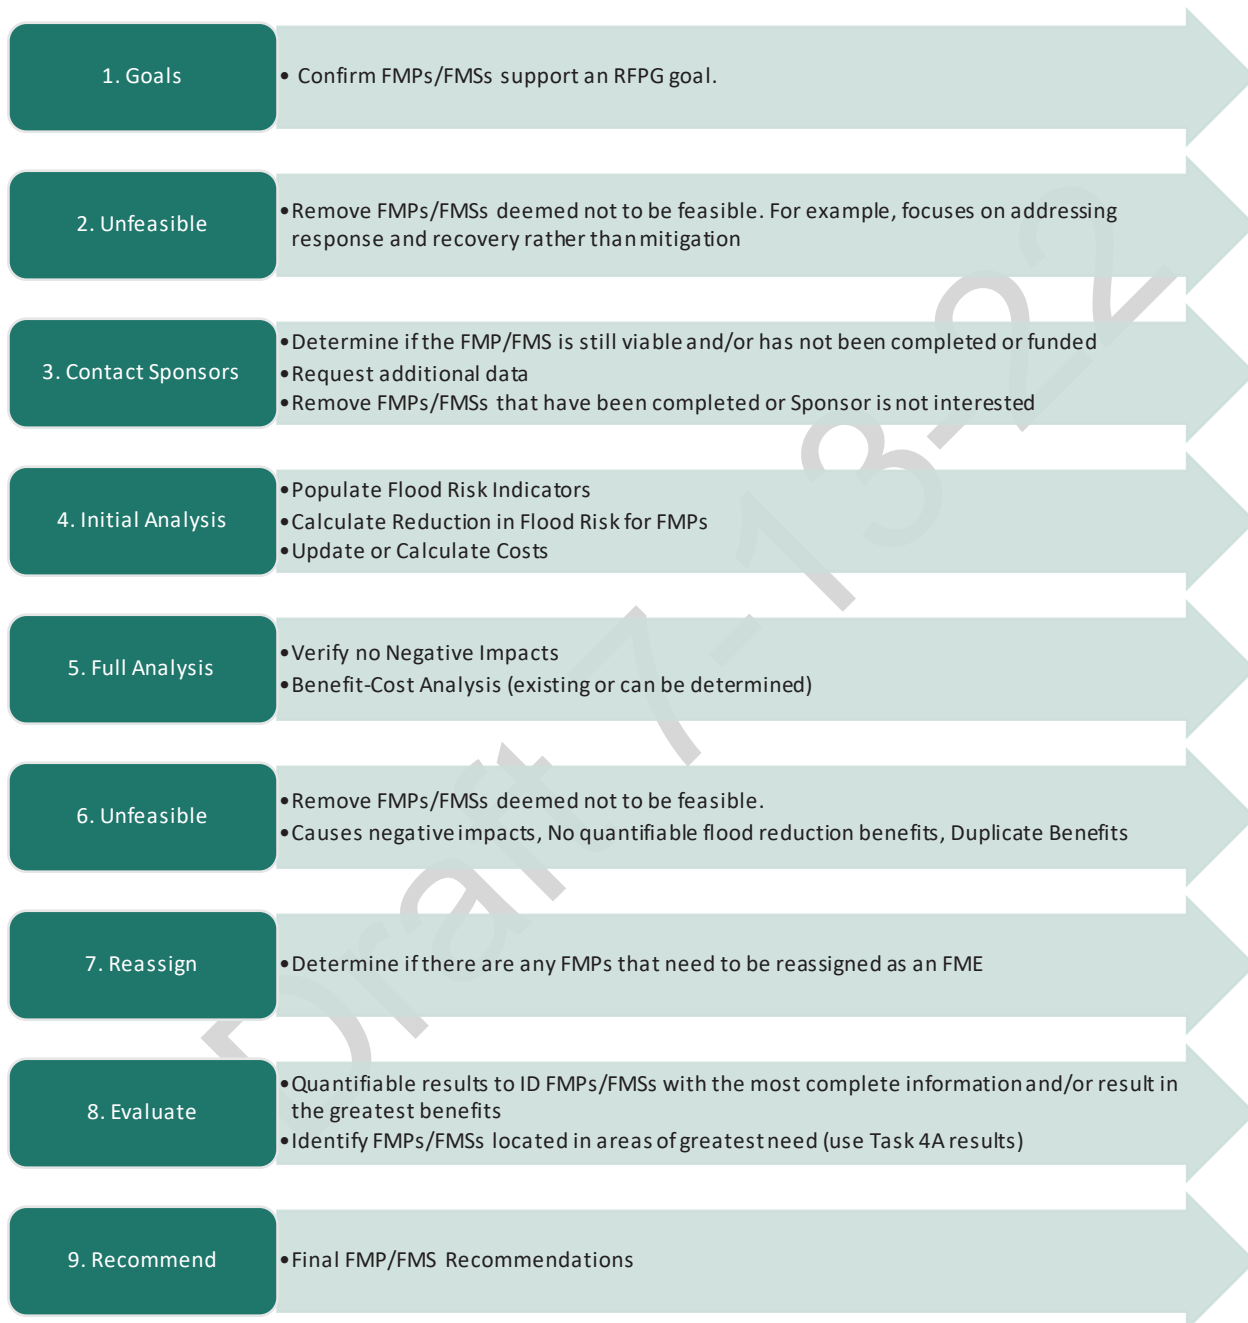 1. Goals
• Confirm FMPs/FMSs support an RFPG goal.
2. Unfeasible
•Remove FMPs/FMSs deemed not to be feasible. For example, focuses on addressing
response and recovery rather than mitigation
3. Contact Sponsors
•Determine if the FMP/FMS is still viable and/or has not been completed or funded
•Request additional data
•Remove FMPs/FMSs that have been completed or Sponsor is not interested
4. Initial Analysis
•Populate Flood Risk Indicators
•Calculate Reduction in Flood Risk for FMPs
•Update or Calculate Costs
5. Full Analysis
•Verify no Negative Impacts
•Benefit-Cost Analysis (existing or can be determined)
6. Unfeasible
•Remove FMPs/FMSs deemed not to be feasible.
•Causes negative impacts, No quantifiable flood reduction benefits, Duplicate Benefits
7. Reassign
•Determine if there are any FMPs that need to be reassigned as an FME
8. Evaluate
•Quantifiable results to ID FMPs/FMSs with the most complete information and/or result in
the greatest benefits
•Identify FMPs/FMSs located in areas of greatest need (use Task 4A results)
9. Recommend
•Final FMP/FMS Recommendations
Draft 7-13-22